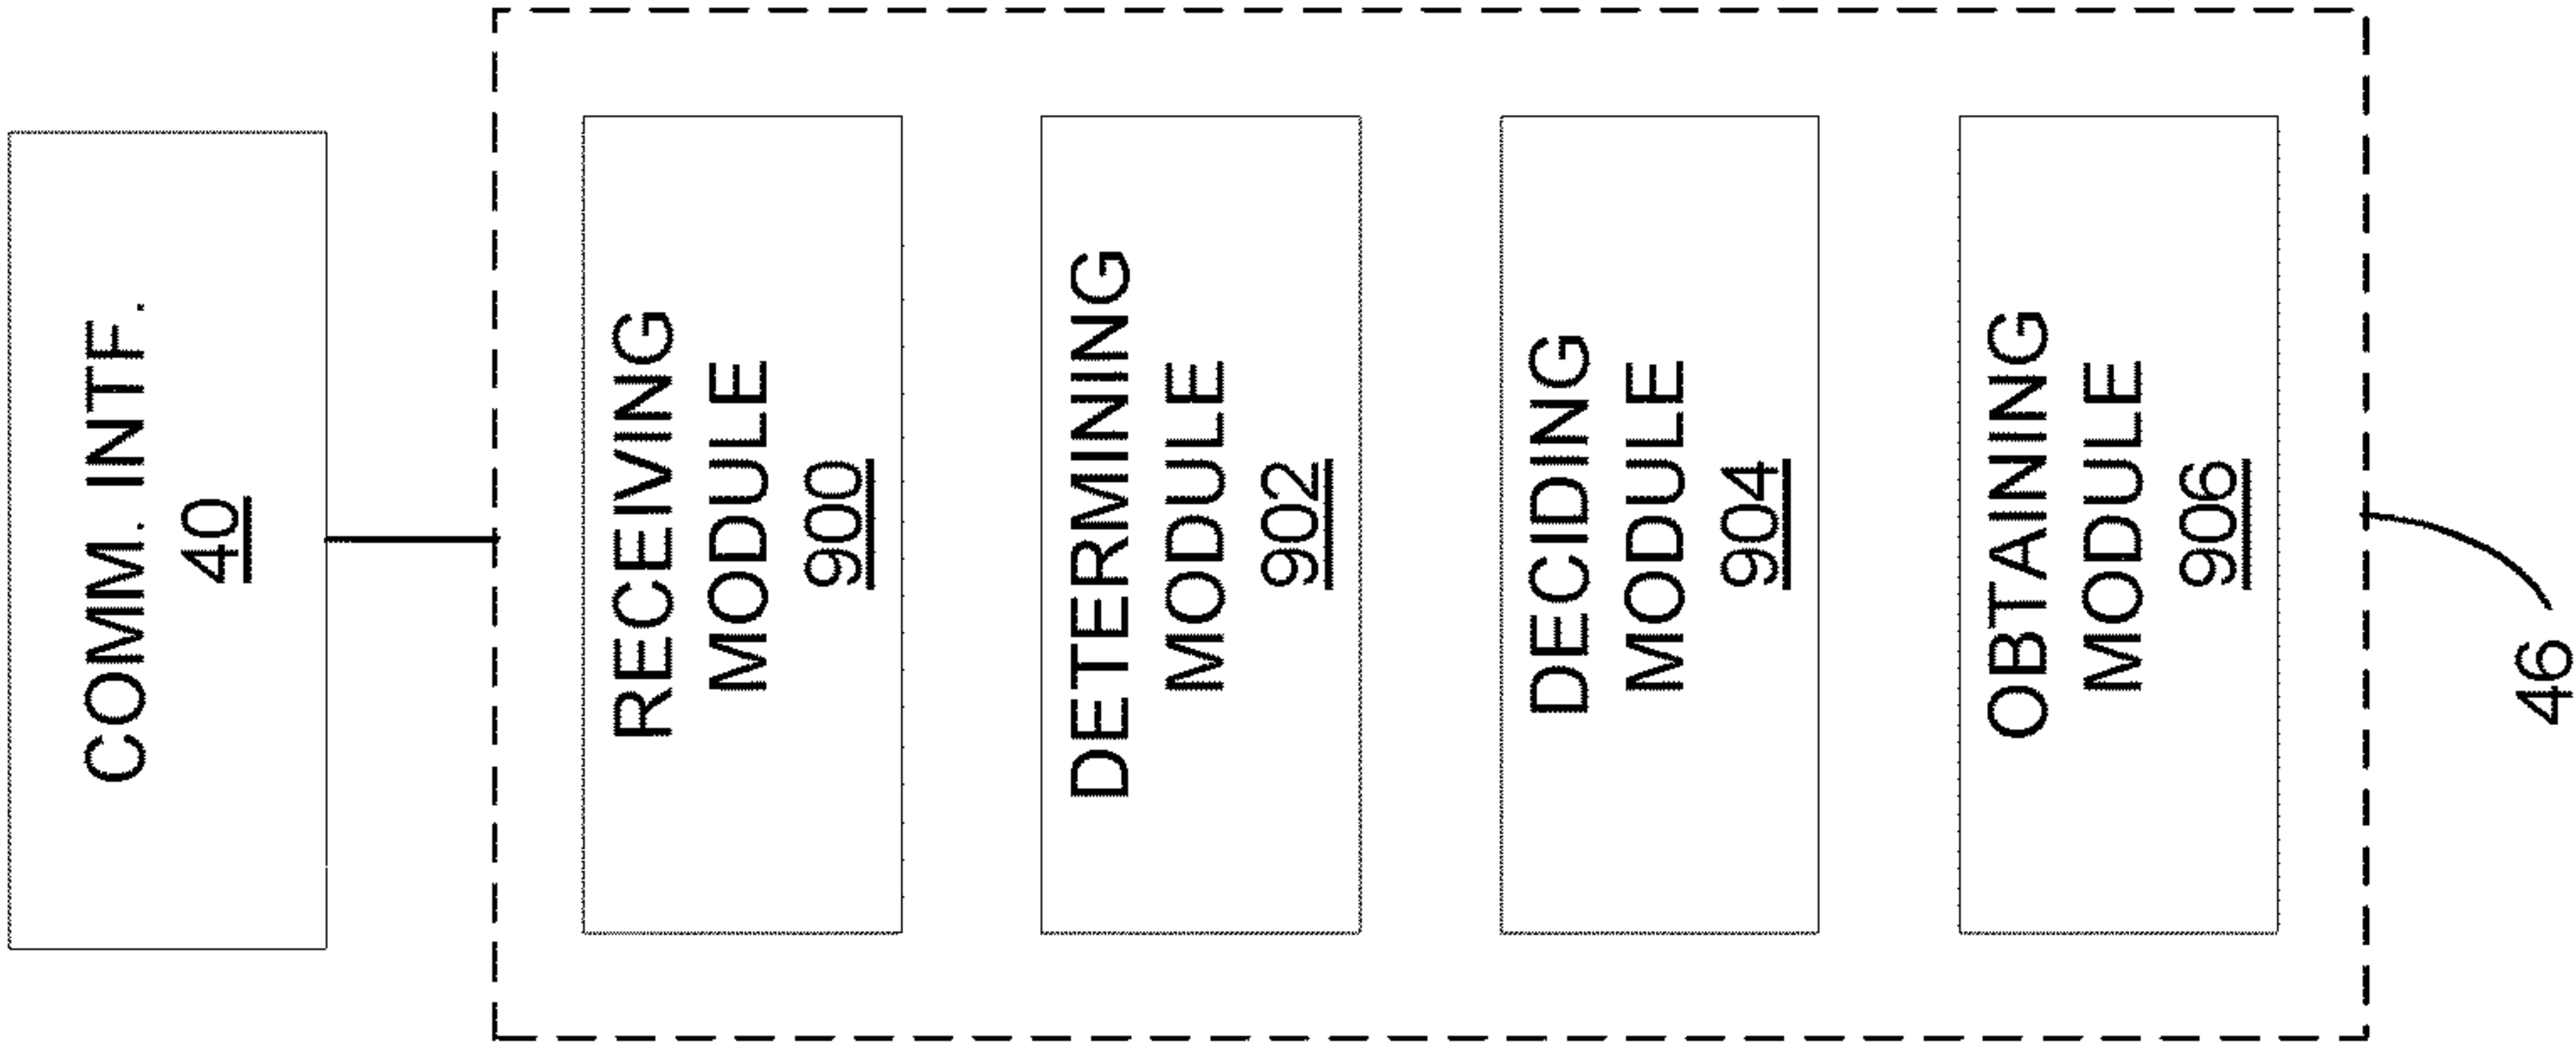 COMM. INTF.
40
RECEIVING
MODULE
900
DETERMINING
MODULE
902
DECIDING
MODULE
904
OBTAINING
MODULE
906
46